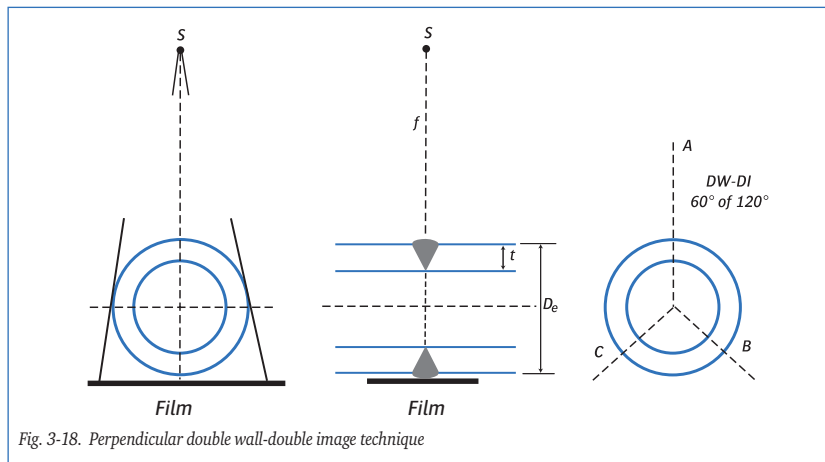 S
S
f
A
DW-DI
60° of 120°
t
De
C
B
Film
Film
Fig. 3-18. Perpendicular double wall-double image technique